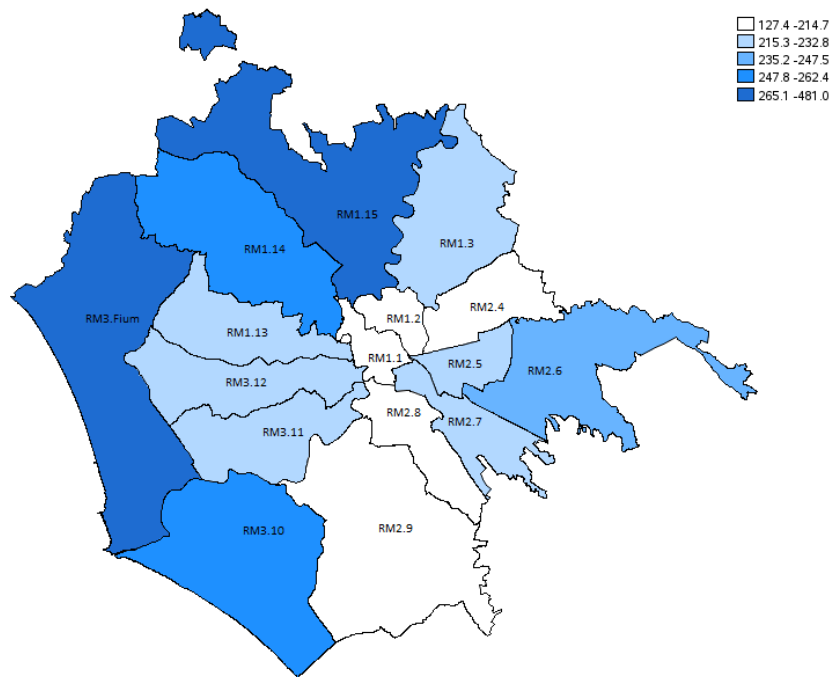 127.4 -214.7
215.3 -232.8
235.2 -247.5
247.8 -262.4
265.1 -481.0
RM1.15
RM1.3
RM1.14
RM2.4
RM3.Fium
RM1.2
RM1.13
RM1.1
RM2.5
RM2.6
RM3.12
RM2.8
RM2.7
RM3.11
RM3.10
RM2.9